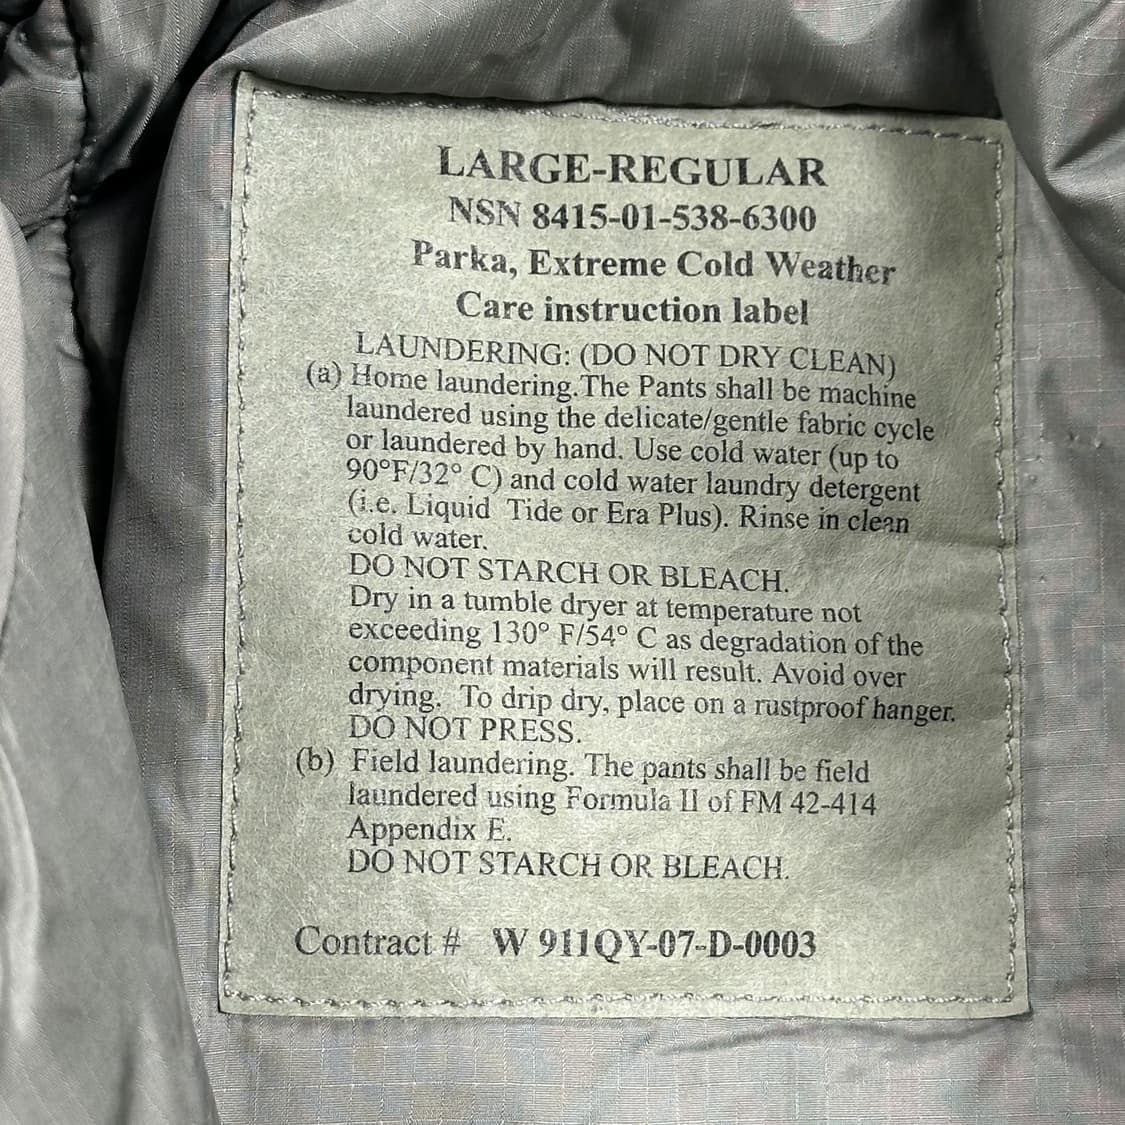 LARGE-REGULAR
NSN 8415-01-538-6300
Parka, Extreme Cold Weather
Care instruction label
LAUNDERING: (DO NOT DRY CLEAN)
(a) Home laundering.The Pants shall be machine
laundered using the delicate/gentle fabric cycle
or laundered by hand. Use cold water (up to
90°F/32° C) and cold water laundry detergent
(i.e. Liquid Tide or Era Plus). Rinse in clean
cold water.
DO NOT STARCH OR BLEACH.
Dry in a tumble dryer at temperature not
exceeding 130° F/54° C as degradation of the
component materials will result. Avoid over
drying. To drip dry, place on a rustproof hanger.
DO NOT PRESS.
(b) Field laundering. The pants shall be field
laundered using Formula II of FM 42-414
Appendix E.
DO NOT STARCH OR BLEACH.
Contract # W 911QY-07-D-0003